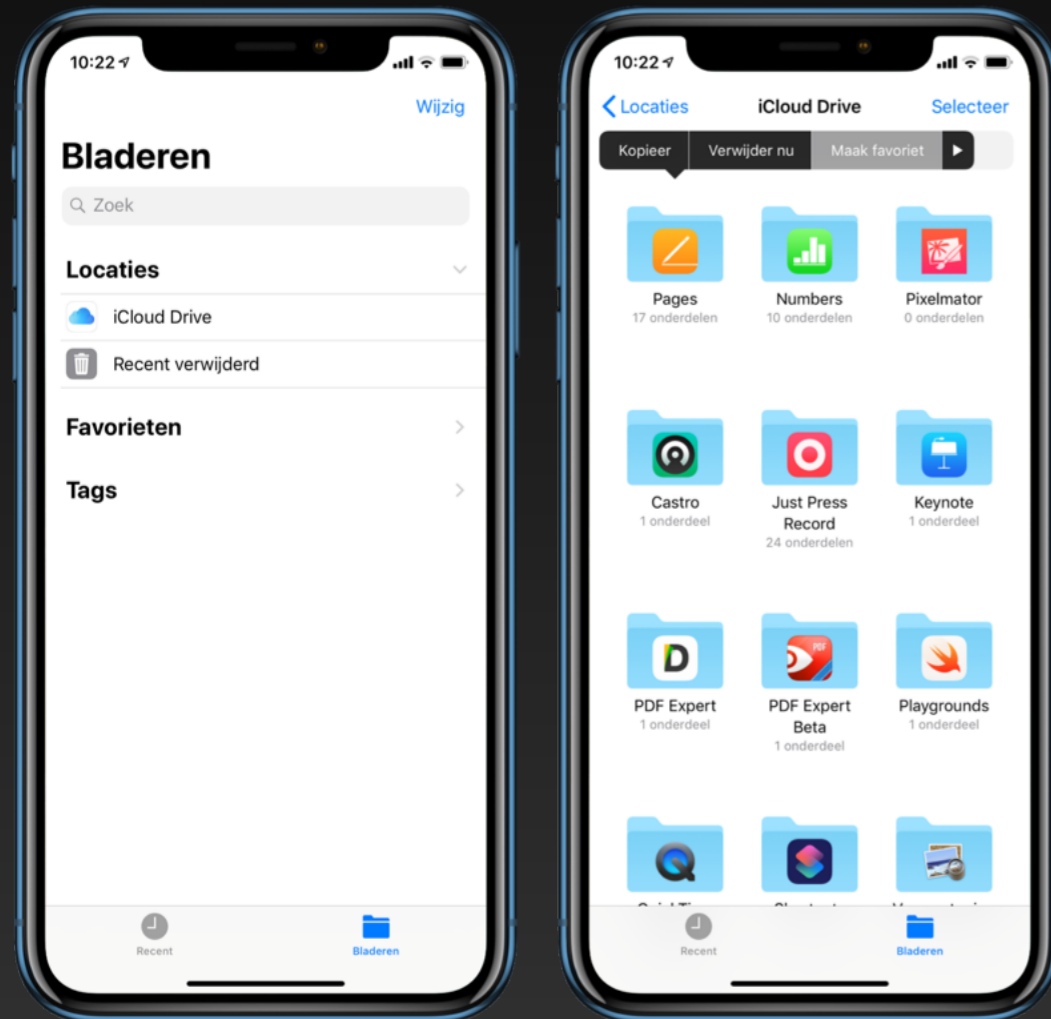 10:22
Wijzig
Bladeren
Zoek
Locaties
iCloud Drive
Recent verwijderd
Favorieten
Tags
Recent
Bladeren
10:22
Locaties
iCloud Drive
Selecteer
Kopieer
Verwijder nu
Maak favoriet
Pages
17 onderdelen
Numbers
10 onderdelen
Pixelmator
0 onderdelen
Castro
1 onderdeel
Just Press
Record
24 onderdelen
Keynote
1 onderdeel
D
PDF Expert
1 onderdeel
PDF
PDF Expert
Beta
1 onderdeel
Playgrounds
1 onderdeel
Recent
Bladeren